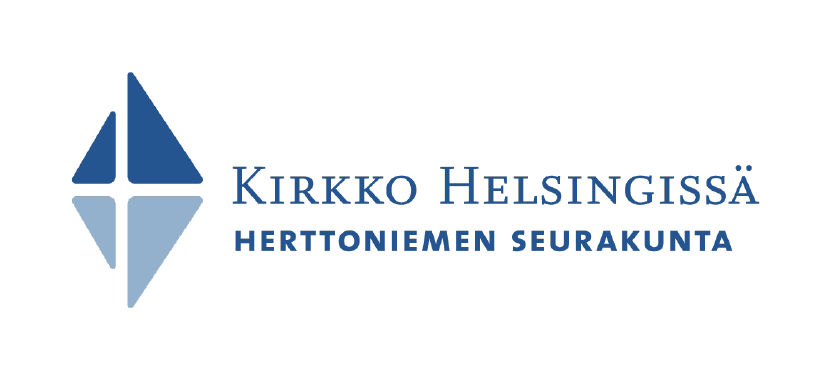 Kirkko Helsingissä
HERTTONIEMEN SEURAKUNTA